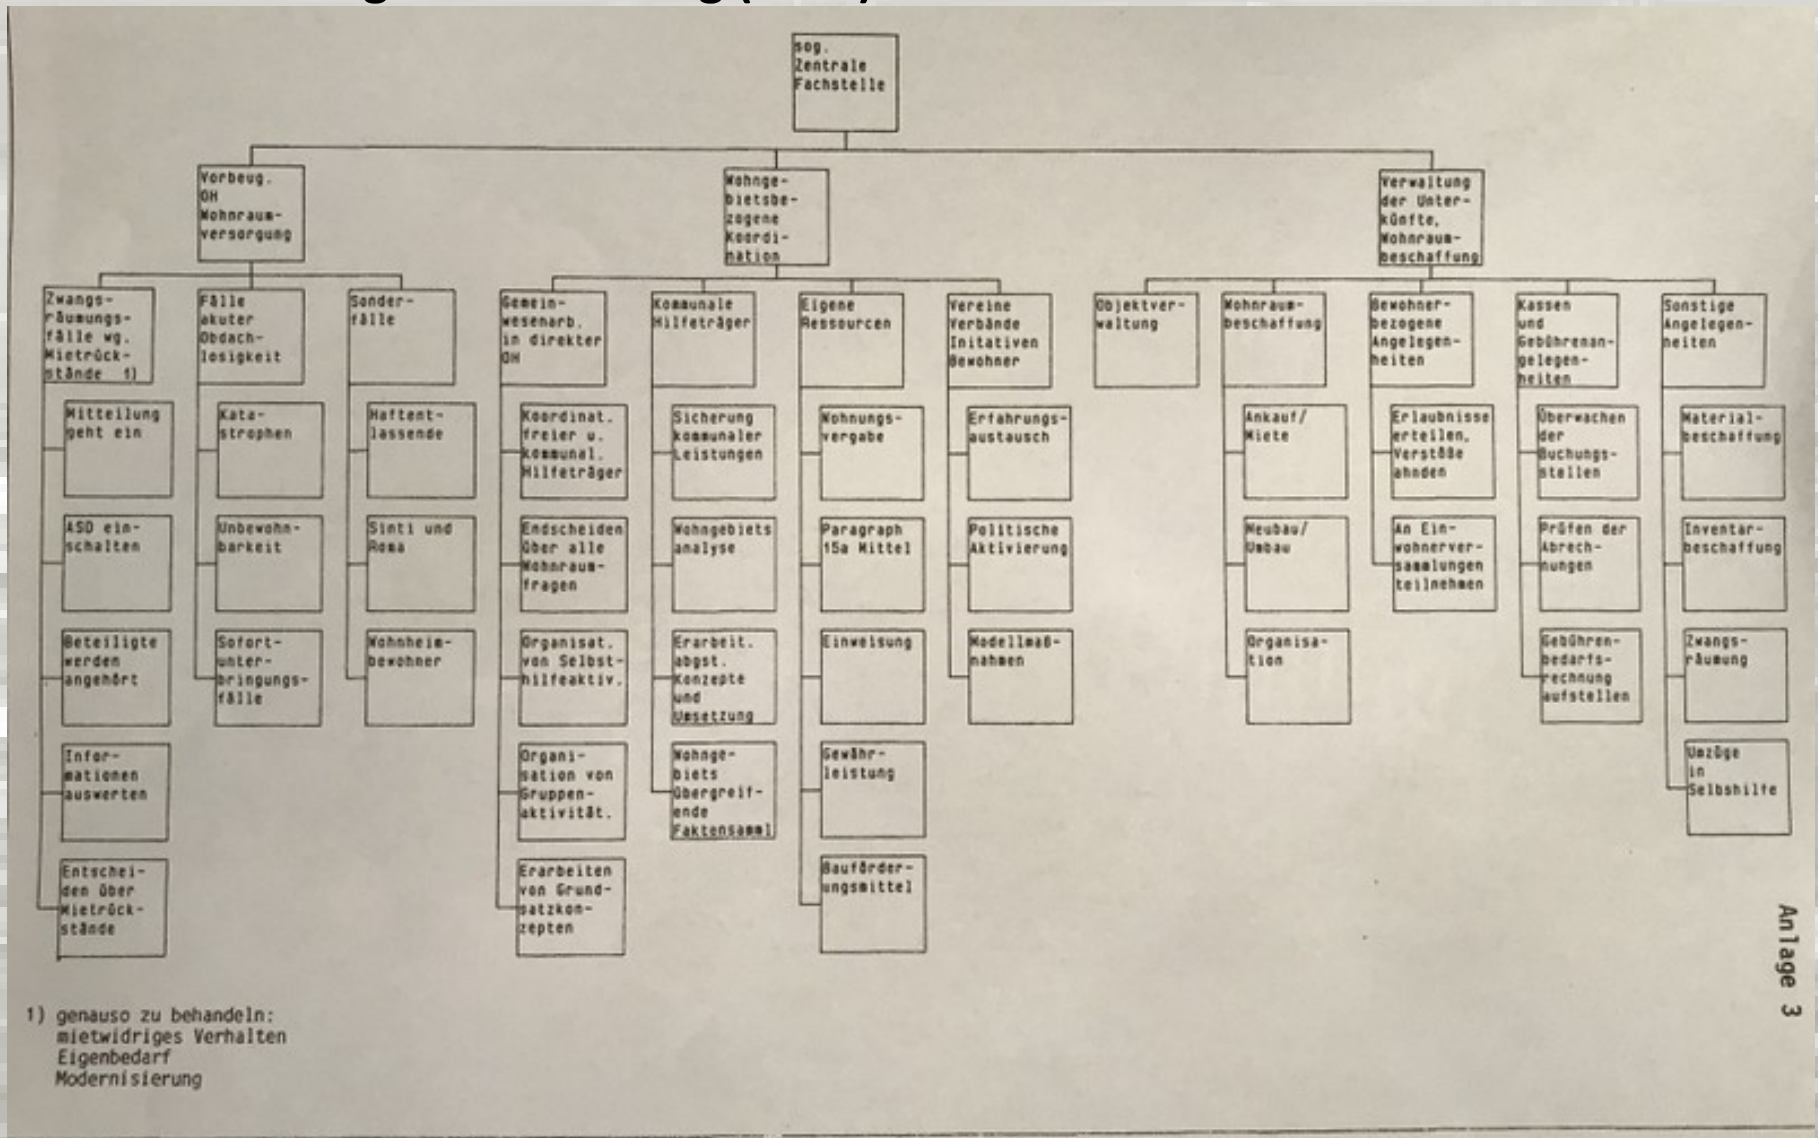 sog.
Zentrale
Fachstelle
Vorbeug.
OH
Wohnraum-
versorgung
Wohnge-
bietsbe-
zogene
Koordi-
nation
Verwaltung
der Unter-
künfte,
Wohnraum-
beschaffung
Zwangs-
räumungs-
fälle wg.
Mietrück-
stände 1)
Fälle
akuter
Obdach-
losigkeit
Sonder-
fälle
Gemein-
wesenarb.
in direkter
OH
Kommunale
Hilfeträger
Eigene
Ressourcen
Vereine
Verbände
Initativen
Bewohner
Objektver-
waltung
Wohnraum-
beschaffung
Bewohner-
bezogene
Angelegen-
heiten
Kassen
und
Gebührenan-
gelegen-
heiten
Sonstige
Angelegen-
heiten
Mitteilung
geht ein
ASD ein-
schalten
Beteiligte
werden
angehört
Infor-
mationen
auswerten
Entschei-
den über
Mietrück-
stände
Kata-
strophen
Unbewohn-
barkeit
Sofort-
unter-
bringungs-
fälle
Haftent-
lassende
Sinti und
Roma
Wohnheim-
bewohner
Koordinat.
freier u.
kommunal.
Hilfeträger
Endscheiden
über alle
Wohnraum-
fragen
Organisat.
von Selbst-
hilfeaktiv.
Organi-
sation von
Gruppen-
aktivität.
Erarbeiten
von Grund-
satzkon-
zepten
Sicherung
kommunaler
Leistungen
Wohngebiets
analyse
Erarbeit.
abgst.
Konzepte
und
Umsetzung
Wohnge-
biets
übergreif-
ende
Faktensamml
Wohnungs-
vergabe
Paragraph
15a Mittel
Einweisung
Gewähr-
leistung
Bauförder-
ungsmittel
Erfahrungs-
austausch
Politische
Aktivierung
Modellmaß-
nahmen
Ankauf/
Miete
Neubau/
Umbau
Organisa-
tion
Erlaubnisse
erteilen,
Verstöße
ahnden
An Ein-
wohnerver-
sammlungen
teilnehmen
Überwachen
der
Buchungs-
stellen
Prüfen der
Abrech-
nungen
Gebühren-
bedarfs-
rechnung
aufstellen
Material-
beschaffung
Inventar-
beschaffung
Zwangs-
räumung
Umzüge
in
Selbshilfe
Anlage 3
1) genauso zu behandeln:
mietwidriges Verhalten
Eigenbedarf
Modernisierung